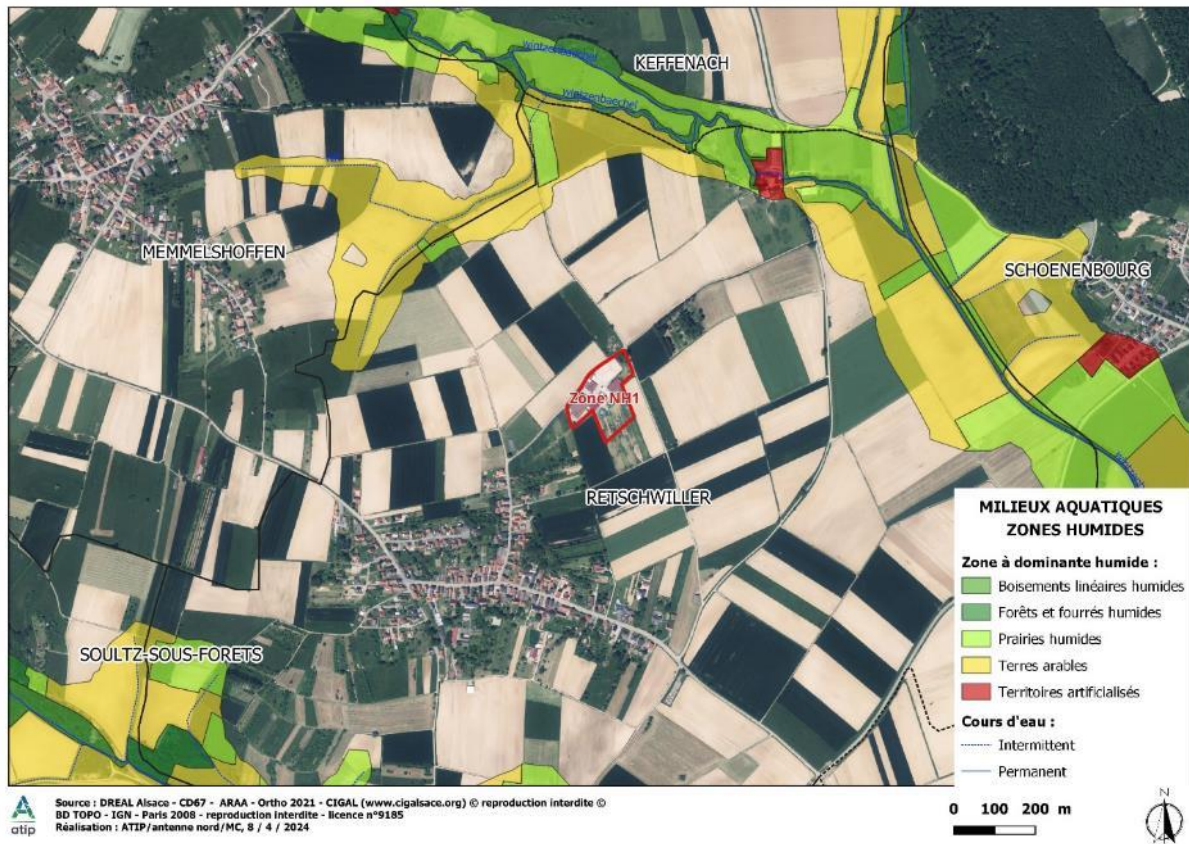 wintzenbaechel
KEFFENACH
wintzenbaechel
MEMMELSHOFFEN
SCHOENENBOURG
Zone NH1
RETSCHWILLER
SOULTZ-SOUS-FORETS
MILIEUX AQUATIQUES
ZONES HUMIDES
Zone à dominante humide :
Boisements linéaires humides
Forêts et fourrés humides
Prairies humides
Terres arables
Territoires artificialisés
Cours d'eau :
Intermittent
Permanent
atip
Source : DREAL Alsace - CD67 - ARAA - Ortho 2021 - CIGAL (www.cigalsace.org) © reproduction interdite ©
BD TOPO - IGN - Paris 2008 - reproduction interdite - licence n°9185
Réalisation : ATIP/antenne nord/MC, 8 / 4 / 2024
0 100 200 m
N